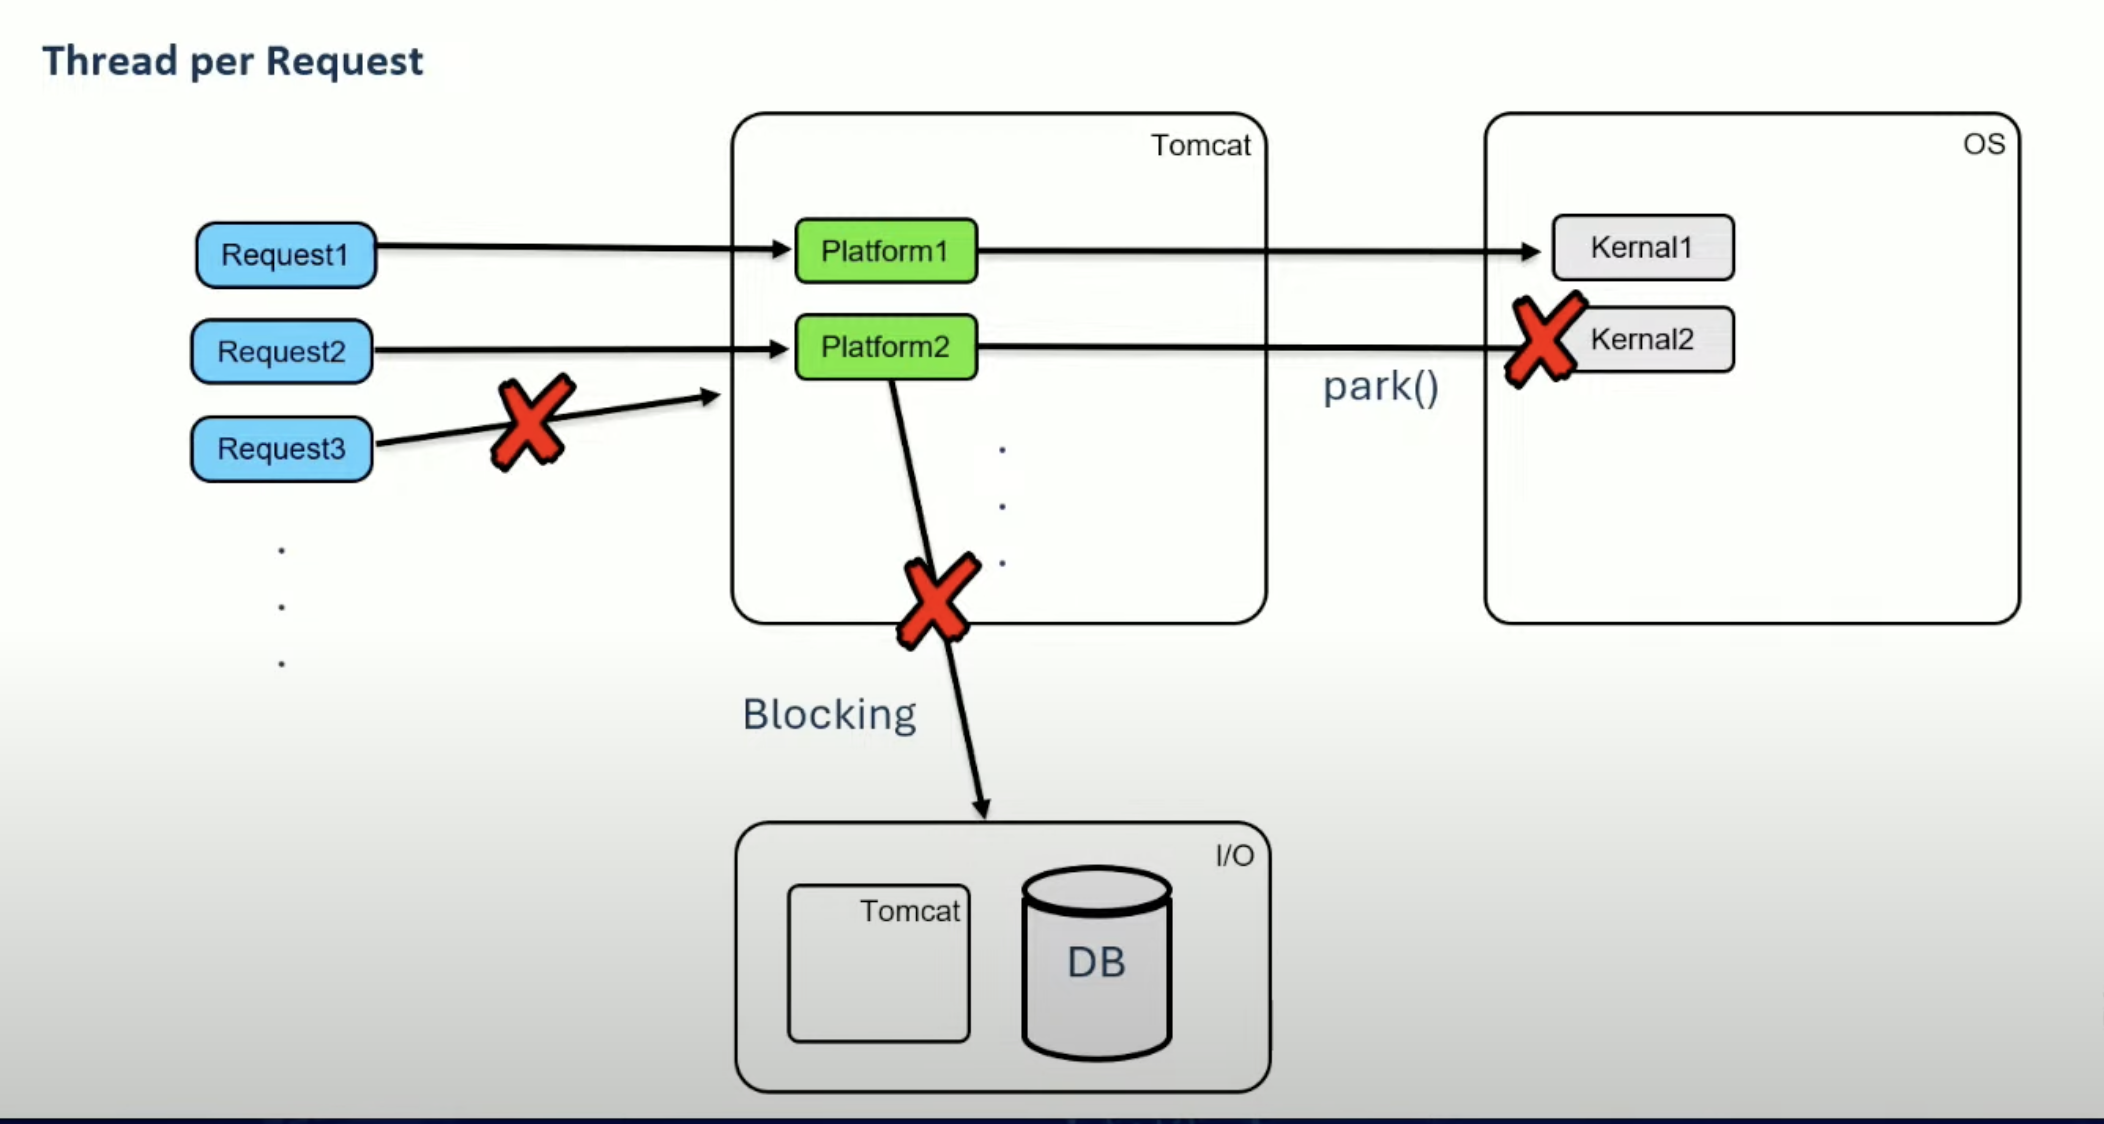 Thread per Request
Tomcat
OS
Request1
Platform1
Kernal1
Request2
Platform2
Kernal2
park()
Request3
Blocking
I/O
Tomcat
DB